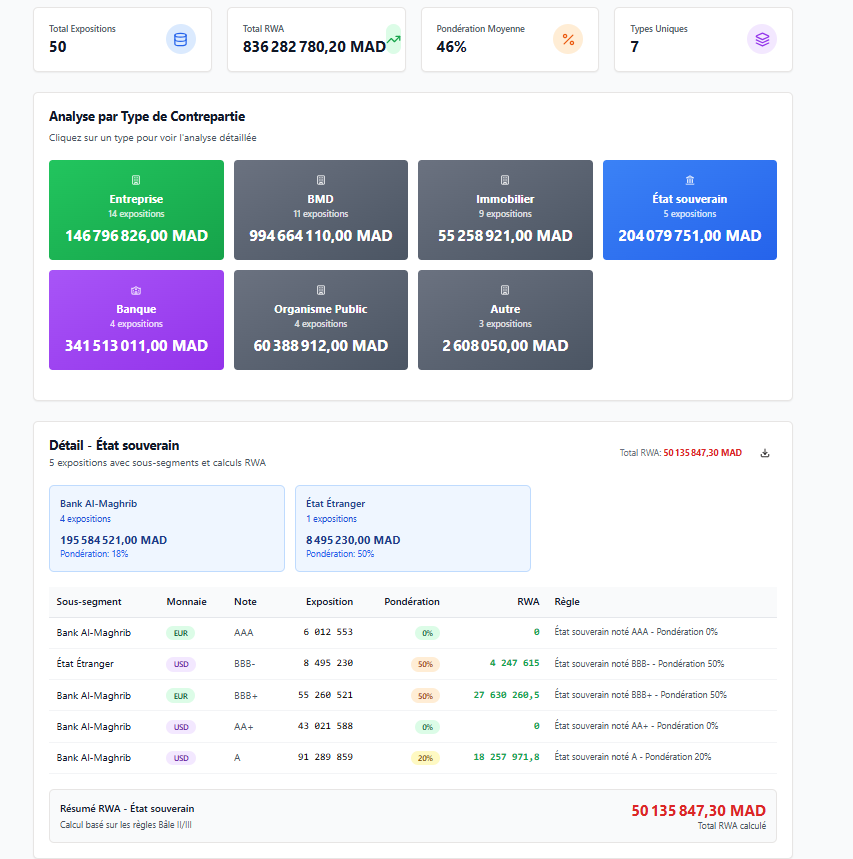 Total Expositions
50
Total RWA
836 282 780,20 MAD
Pondération Moyenne
46%
Types Uniques
7
Analyse par Type de Contrepartie
Cliquez sur un type pour voir l'analyse détaillée
Entreprise
14 expositions
146 796 826,00 MAD
BMD
11 expositions
994 664 110,00 MAD
Immobilier
9 expositions
55 258 921,00 MAD
État souverain
5 expositions
204 079 751,00 MAD
Banque
4 expositions
341 513 011,00 MAD
Organisme Public
4 expositions
60 388 912,00 MAD
Autre
3 expositions
2 608 050,00 MAD
Détail - État souverain
5 expositions avec sous-segments et calculs RWA
Total RWA: 50 135 847,30 MAD
Bank Al-Maghrib
4 expositions
195 584 521,00 MAD
Pondération: 18%
État Étranger
1 expositions
8 495 230,00 MAD
Pondération: 50%
Sous-segment Monnaie Note Exposition Pondération RWA Règle
Bank Al-Maghrib EUR AAA 6 012 553 0% 0 État souverain noté AAA - Pondération 0%
État Étranger USD BBB- 8 495 230 50% 4 247 615 État souverain noté BBB- - Pondération 50%
Bank Al-Maghrib EUR BBB+ 55 260 521 50% 27 630 260,5 État souverain noté BBB+ - Pondération 50%
Bank Al-Maghrib USD AA+ 43 021 588 0% 0 État souverain noté AA+ - Pondération 0%
Bank Al-Maghrib USD A 91 289 859 20% 18 257 971,8 État souverain noté A - Pondération 20%
Résumé RWA - État souverain
Calcul basé sur les règles Bâle II/III
50 135 847,30 MAD
Total RWA calculé